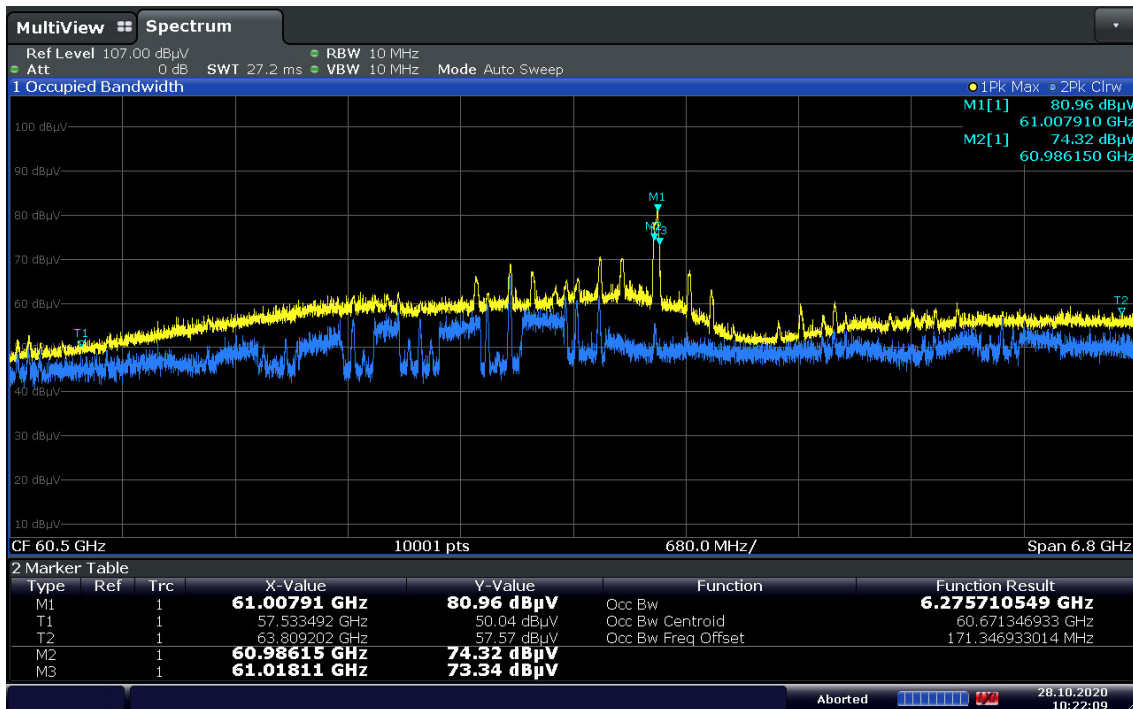 MultiView Spectrum
Ref Level 107.00 dBµV RBW 10 MHz
Att 0 dB SWT 27.2 ms VBW 10 MHz Mode Auto Sweep
1 Occupied Bandwidth 1Pk Max 2Pk Clrw
M1[1] 80.96 dBµV
61.007910 GHz
M2[1] 74.32 dBµV
60.986150 GHz
100 dBµV
90 dBµV
80 dBµV
70 dBµV
60 dBµV
40 dBµV
30 dBµV
20 dBµV
10 dBµV
M1
M2
T1
T2
CF 60.5 GHz 10001 pts 680.0 MHz/ Span 6.8 GHz
2 Marker Table
Type Ref Trc X-Value Y-Value Function Function Result
M1 1 61.00791 GHz 80.96 dBµV Occ Bw 6.275710549 GHz
T1 1 57.533492 GHz 50.04 dBµV Occ Bw Centroid 60.671346933 GHz
T2 1 63.809202 GHz 57.57 dBµV Occ Bw Freq Offset 171.346933014 MHz
M2 1 60.98615 GHz 74.32 dBµV
M3 1 61.01811 GHz 73.34 dBµV
Aborted 28.10.2020
10:22:09